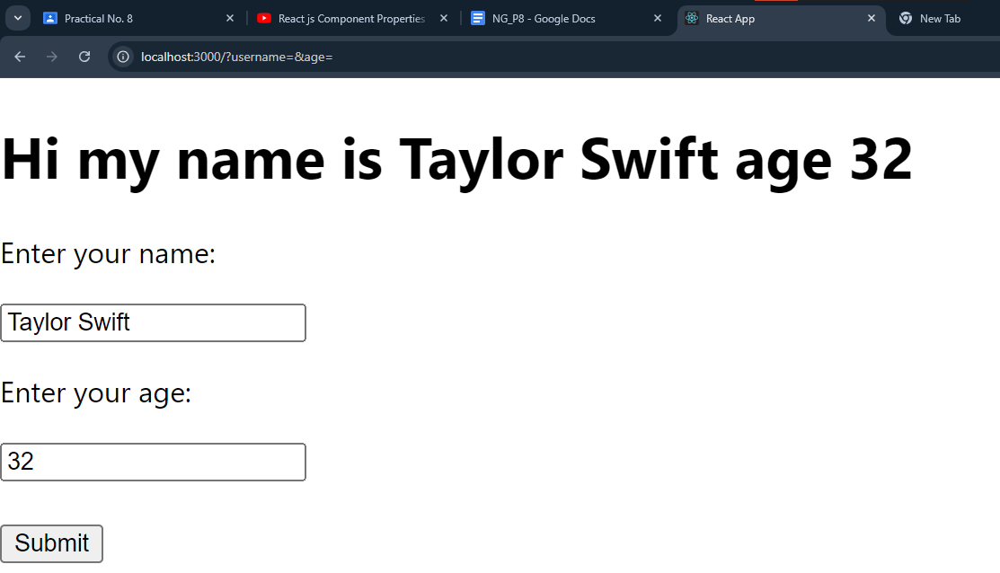 Practical No. 8
React js Component Properties
NG_P8 - Google Docs
React App
New Tab
localhost:3000/?username=&age=
Hi my name is Taylor Swift age 32
Enter your name:
Taylor Swift
Enter your age:
32
Submit